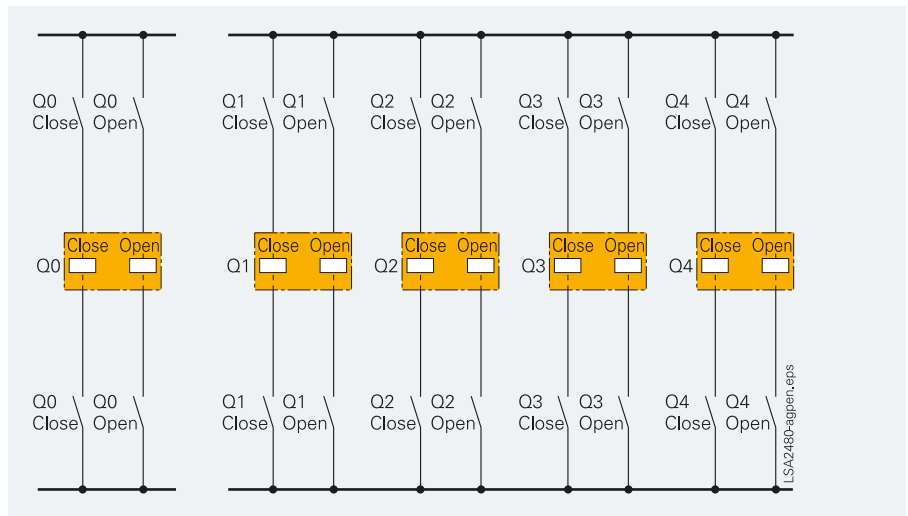 Q0 Q0 Q1 Q1 Q2 Q2 Q3 Q3 Q4 Q4
Close Open Close Open Close Open Close Open Close Open
Close Open Close Open Close Open Close Open Close Open
Q0 Q1 Q2 Q3 Q4
Q0 Q0 Q1 Q1 Q2 Q2 Q3 Q3 Q4 Q4
Close Open Close Open Close Open Close Open Close Open
LSA2480-agpen.eps